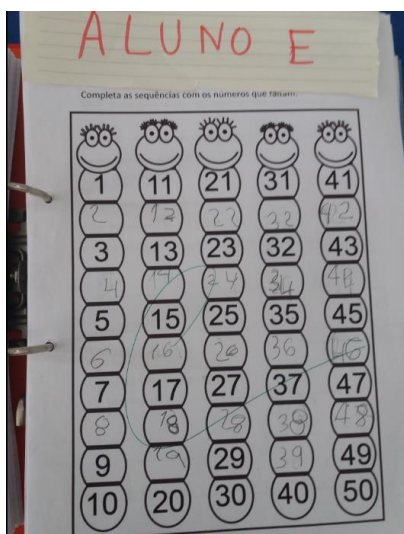 ALUNO E
Completa as sequências com os números que faltam:
1 11 21 31 41
2 12 22 32 42
3 13 23 32 43
4 14 24 34 44
5 15 25 35 45
6 16 26 36 46
7 17 27 37 47
8 18 28 38 48
9 19 29 39 49
10 20 30 40 50